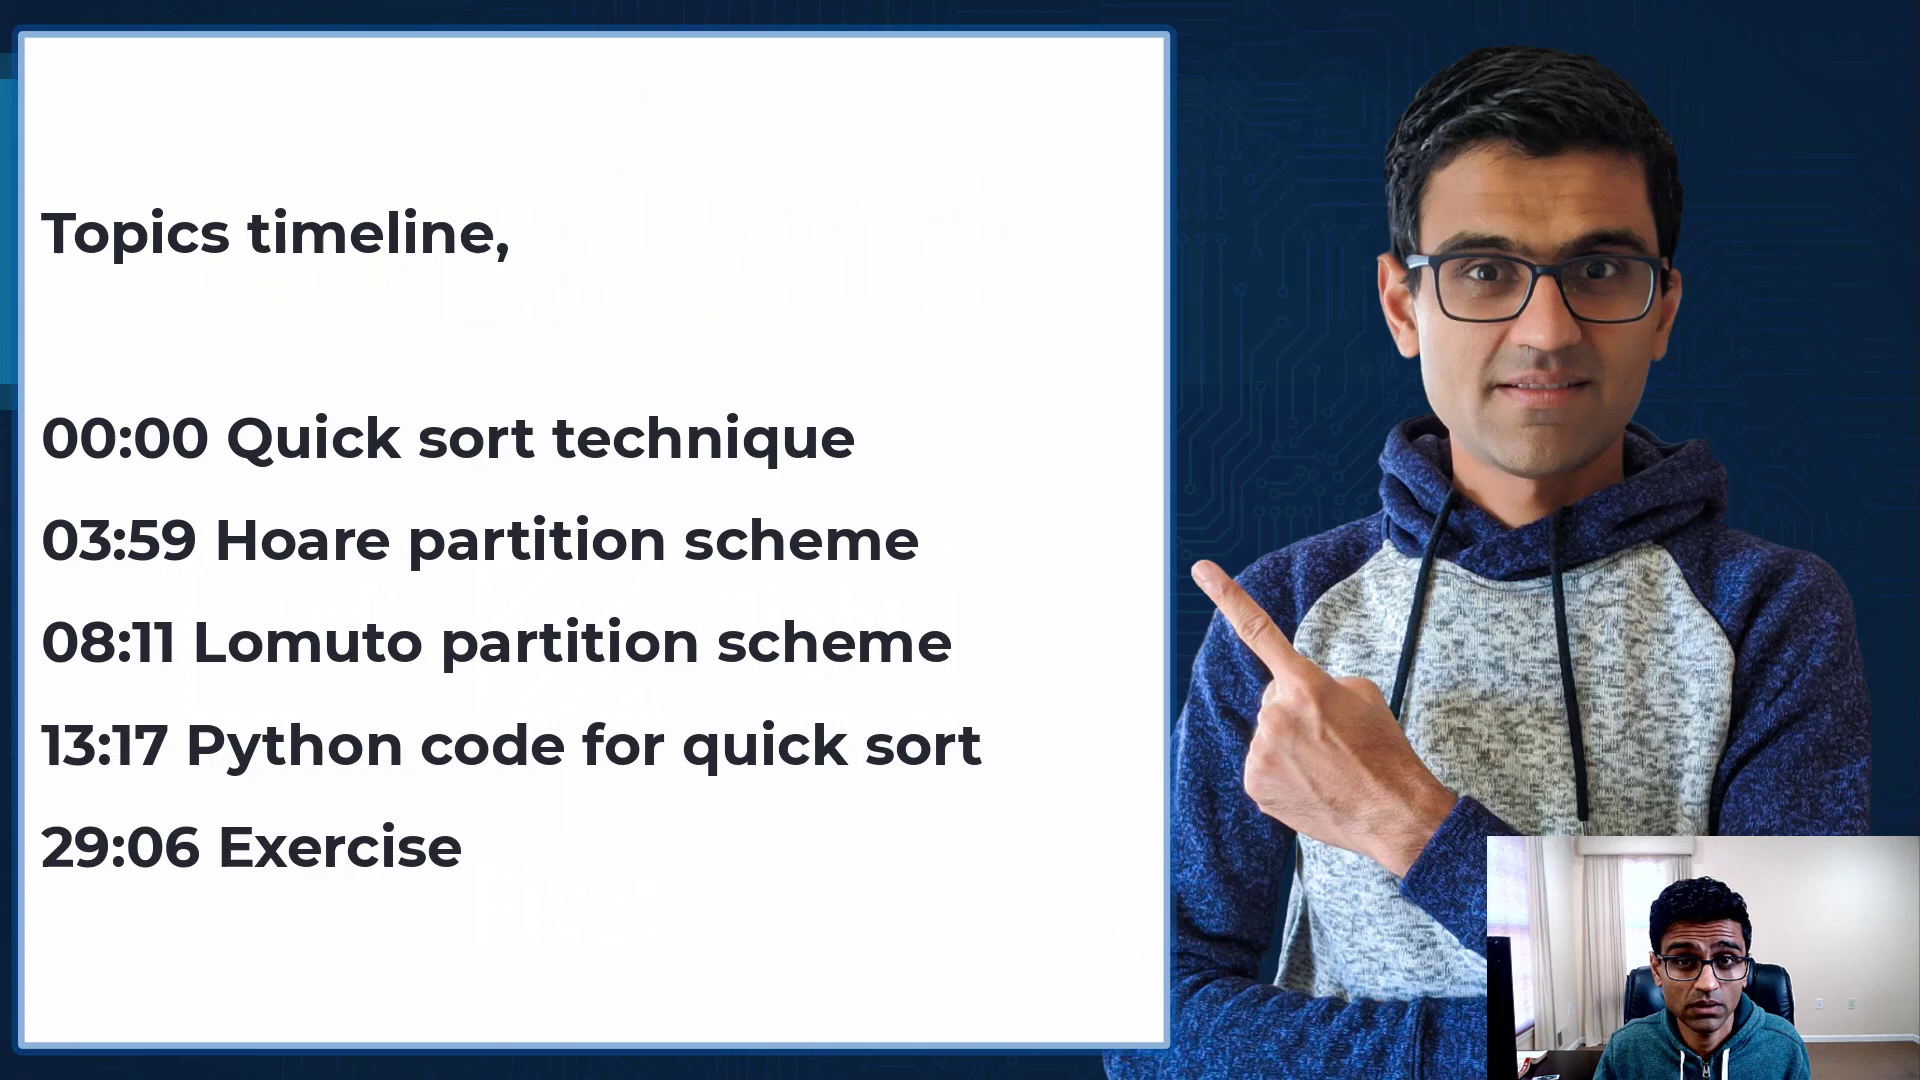 Topics timeline,
00:00 Quick sort technique
03:59 Hoare partition scheme
08:11 Lomuto partition scheme
13:17 Python code for quick sort
29:06 Exercise
Pivot